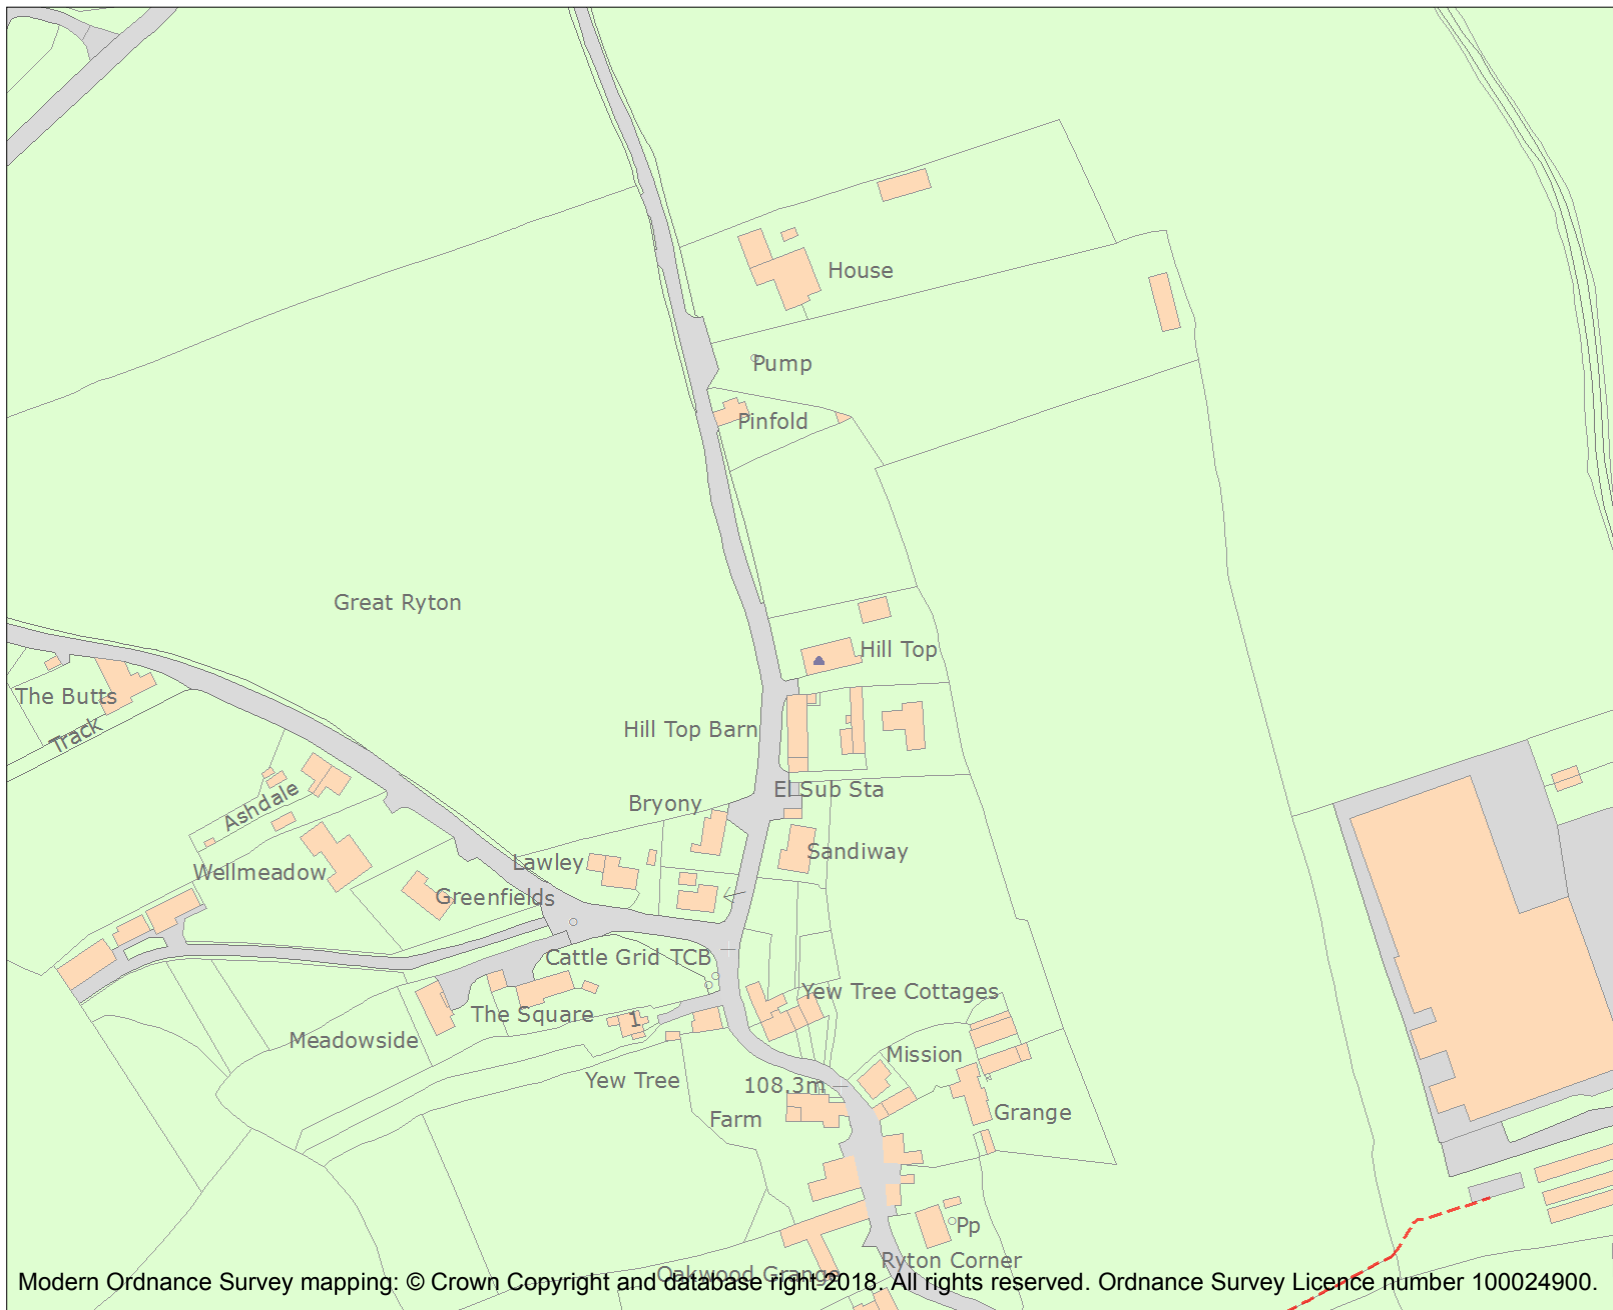 House
Pump
Pinfold
Great Ryton
Hill Top
The Butts
Track
Hill Top Barn
El Sub Sta
Bryony
Ashdale
Sandiway
Lawley
Wellmeadow
Greenfields
Cattle Grid TCB
Yew Tree Cottages
The Square
1
Meadowside
Mission
Yew Tree
108.3m
Farm
Grange
Pp
Ryton Corner
Oakwood Grange
Modern Ordnance Survey mapping: © Crown Copyright and database right 2018. All rights reserved. Ordnance Survey Licence number 100024900.